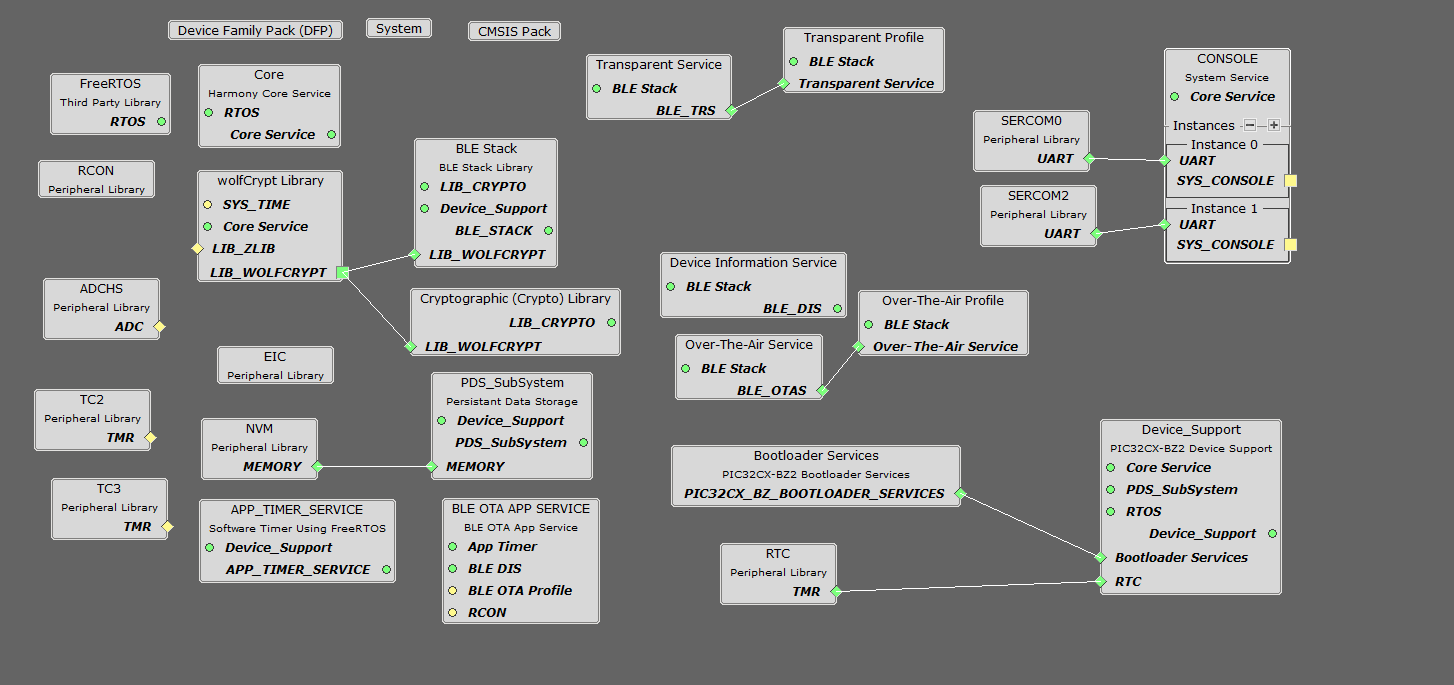 Device Family Pack (DFP)
System
CMSIS Pack
FreeRTOS
Third Party Library
RTOS
Core
Harmony Core Service
RTOS
Core Service
RCON
Peripheral Library
wolfCrypt Library
SYS_TIME
Core Service
LIB_ZLIB
LIB_WOLFCRYPT
BLE Stack
BLE Stack Library
LIB_CRYPTO
Device_Support
BLE_STACK
LIB_WOLFCRYPT
Transparent Service
BLE Stack
BLE_TRS
Transparent Profile
BLE Stack
Transparent Service
CONSOLE
System Service
Core Service
Instances
Instance 0
UART
SYS_CONSOLE
Instance 1
UART
SYS_CONSOLE
SERCOM0
Peripheral Library
UART
SERCOM2
Peripheral Library
UART
ADCHS
Peripheral Library
ADC
Cryptographic (Crypto) Library
LIB_CRYPTO
LIB_WOLFCRYPT
Device Information Service
BLE Stack
BLE_DIS
Over-The-Air Profile
BLE Stack
Over-The-Air Service
Over-The-Air Service
BLE Stack
BLE_OTAS
EIC
Peripheral Library
TC2
Peripheral Library
TMR
NVM
Peripheral Library
MEMORY
PDS_SubSystem
Persistant Data Storage
Device_Support
PDS_SubSystem
MEMORY
Bootloader Services
PIC32CX-BZ2 Bootloader Services
PIC32CX_BZ_BOOTLOADER_SERVICES
Device_Support
PIC32CX-BZ2 Device Support
Core Service
PDS_SubSystem
RTOS
Device_Support
Bootloader Services
RTC
TC3
Peripheral Library
TMR
APP_TIMER_SERVICE
Software Timer Using FreeRTOS
Device_Support
APP_TIMER_SERVICE
BLE OTA APP SERVICE
BLE OTA App Service
App Timer
BLE DIS
BLE OTA Profile
RCON
RTC
Peripheral Library
TMR